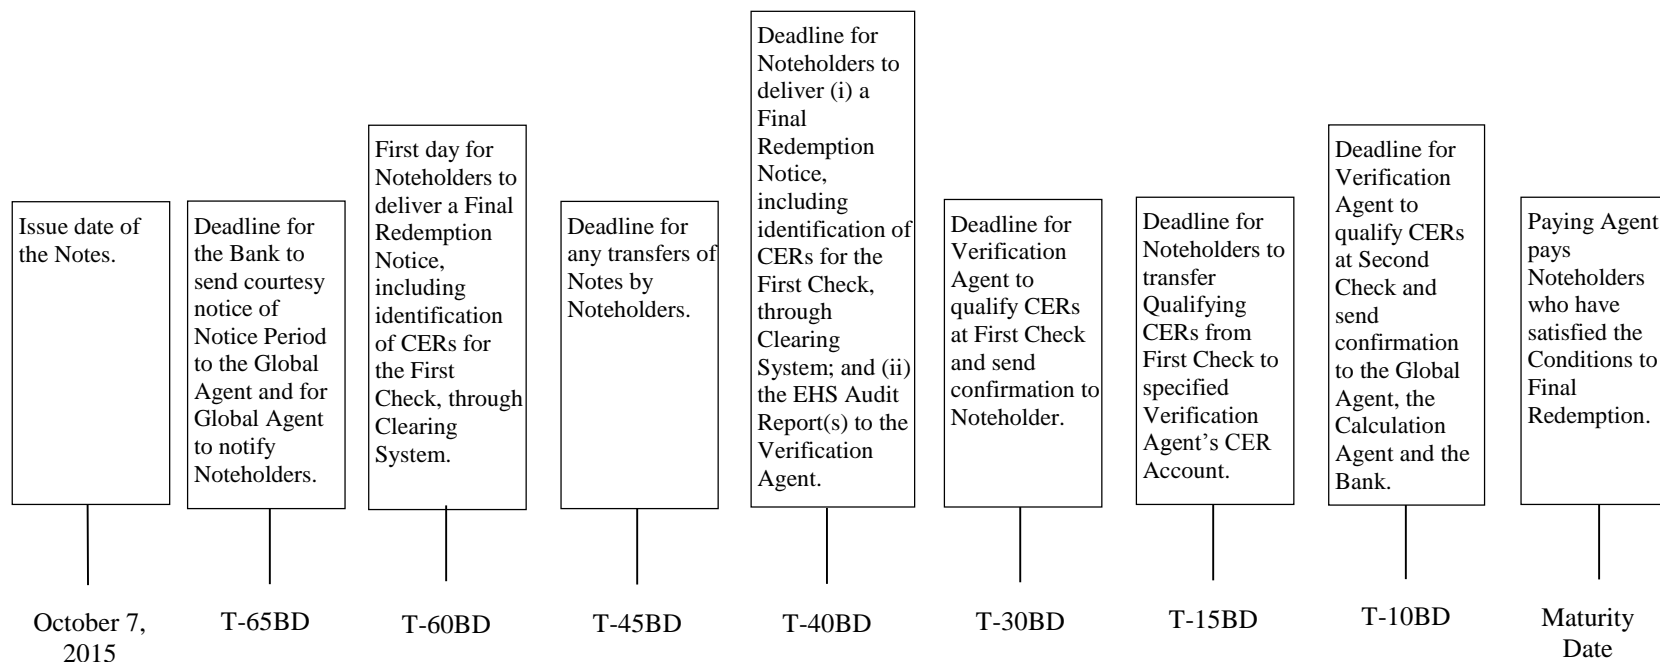 Issue date of
the Notes.
Deadline for
the Bank to
send courtesy
notice of
Notice Period
to the Global
Agent and for
Global Agent
to notify
Noteholders.
First day for
Noteholders to
deliver a Final
Redemption
Notice,
including
identification
of CERs for
the First
Check, through
Clearing
System.
Deadline for
any transfers of
Notes by
Noteholders.
Deadline for
Noteholders to
deliver (i) a
Final
Redemption
Notice,
including
identification of
CERs for the
First Check,
through
Clearing
System; and (ii)
the EHS Audit
Report(s) to the
Verification
Agent.
Deadline for
Verification
Agent to
qualify CERs
at First Check
and send
confirmation to
Noteholder.
Deadline for
Noteholders to
transfer
Qualifying
CERs from
First Check to
specified
Verification
Agent’s CER
Account.
Deadline for
Verification
Agent to
qualify CERs
at Second
Check and
send
confirmation
to the Global
Agent, the
Calculation
Agent and the
Bank.
Paying Agent
pays
Noteholders
who have
satisfied the
Conditions to
Final
Redemption.
October 7,
2015
T-65BD
T-60BD
T-45BD
T-40BD
T-30BD
T-15BD
T-10BD
Maturity
Date